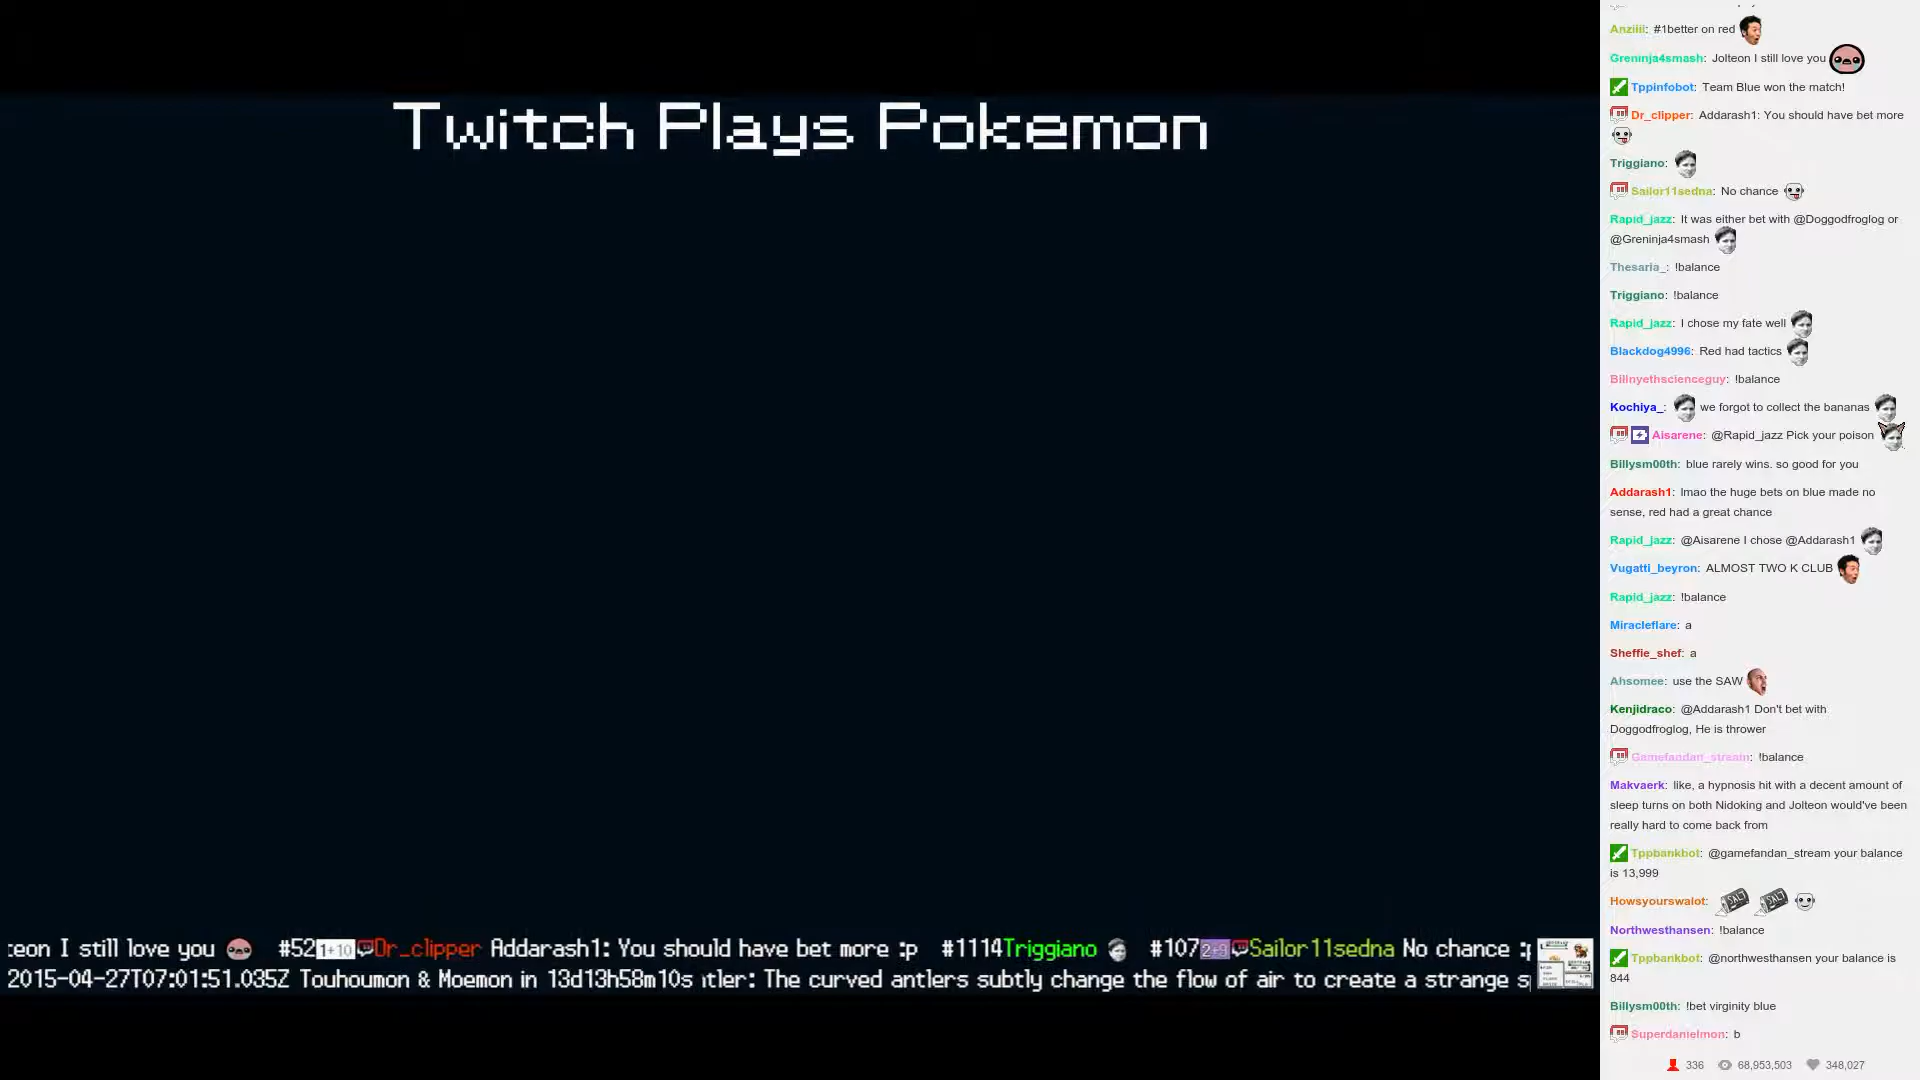 Twitch Plays Pokemon
teon I still love you #52 1+10 Dr_clipper Addarash1: You should have bet more :p #1114 Triggiano #107 2+9 Sailor11sedna No chance :p
2015-04-27T07:01:51.035Z Touhoumon & Moemon in 13d13h58m10s ntler: The curved antlers subtly change the flow of air to create a strange s
Anziiii: #1better on red
Greninja4smash: Jolteon I still love you
Tppinfobot: Team Blue won the match!
Dr_clipper: Addarash1: You should have bet more
Triggiano:
Sailor11sedna: No chance
Rapid_jazz: It was either bet with @Doggodfroglog or
@Greninja4smash
Thesaria_: !balance
Triggiano: !balance
Rapid_jazz: I chose my fate well
Blackdog4996: Red had tactics
Billnyethscienceguy: !balance
Kochiya_: we forgot to collect the bananas
Aisarene: @Rapid_jazz Pick your poison
Billysm00th: blue rarely wins. so good for you
Addarash1: lmao the huge bets on blue made no
sense, red had a great chance
Rapid_jazz: @Aisarene I chose @Addarash1
Vugatti_beyron: ALMOST TWO K CLUB
Rapid_jazz: !balance
Miracleflare: a
Sheffie_shef: a
Ahsomee: use the SAW
Kenjidraco: @Addarash1 Don't bet with
Doggodfroglog, He is thrower
Gamefandan_stream: !balance
Makvaerk: like, a hypnosis hit with a decent amount of
sleep turns on both Nidoking and Jolteon would've been
really hard to come back from
Tppbankbot: @gamefandan_stream your balance
is 13,999
Howsyourswalot: SALT SALT
Northwesthansen: !balance
Tppbankbot: @northwesthansen your balance is
844
Billysm00th: !bet virginity blue
Superdanielmon: b
336 68,953,503 348,027